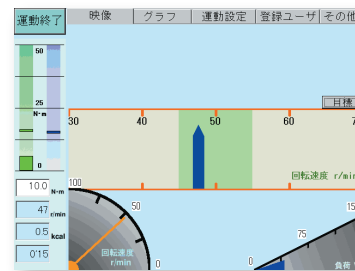 運動終了
映像 グラフ 運動設定 登録ユーザ その他
50
25
N・m
0
目標
30 40 50 60 7
回転速度 r/min
10.0 N・m
47 r/min
0.5 kcal
0'15
100
50
0
回転速度
r/min
75
15
0
負荷